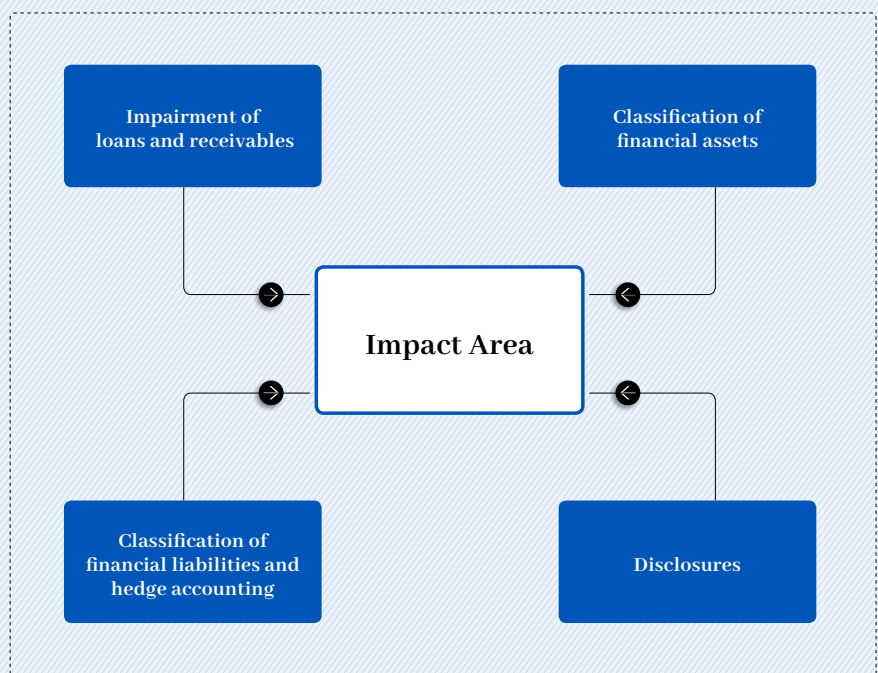 Impairment of
loans and receivables
Classification of
financial assets
Impact Area
Classification of
financial liabilities and
hedge accounting
Disclosures